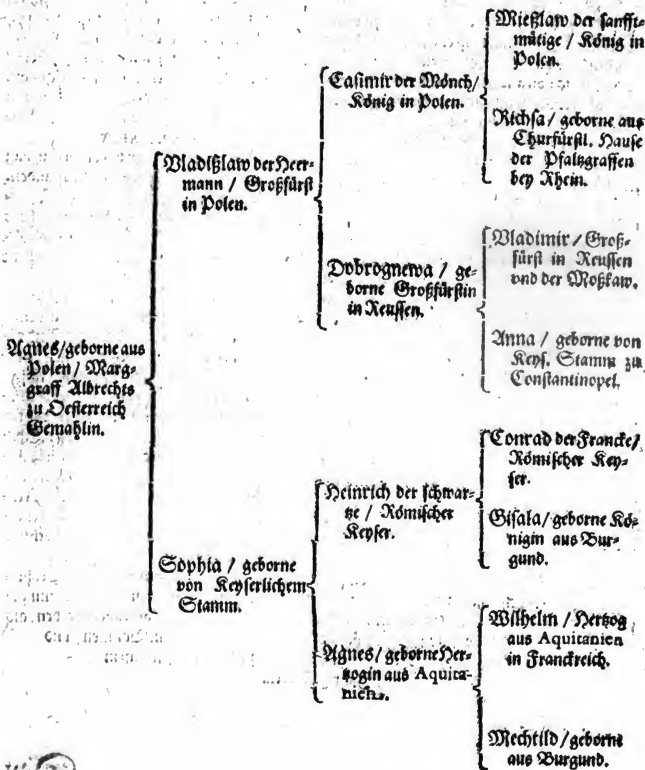 Agnes/geborne aus
Polen/ Marg-
graff Albrechts
zu Oesterreich
Gemahlin.
Vladißlaw der Heer-
mann / Großfürst
in Polen.
Sophia / geborne
von Keyserlichem
Stamm.
Casimir der Mönch/
König in Polen.
Dobrognewa / ge-
borne Großfürstin
in Reussen.
Heinrich der schwar-
tze / Römischer
Keyser.
Agnes/ geborne Her-
tzogin aus Aquita-
nien.
Mießlaw der sanfft-
mütige / König in
Polen.
Richsa / geborne aus
Churfürstl. Hause
der Pfaltzgraffen
bey Rhein.
Vladimir / Groß-
fürst in Reussen
vnd der Moßkaw.
Anna / geborne von
Keys. Stamm zu
Constantinopel.
Conrad der Francke/
Römischer Key-
ser.
Gisala/geborne Kö-
nigin aus Bur-
gund.
Wilhelm / Hertzog
aus Aquitanien
in Franckreich.
Mechtild/geborne
aus Burgund.